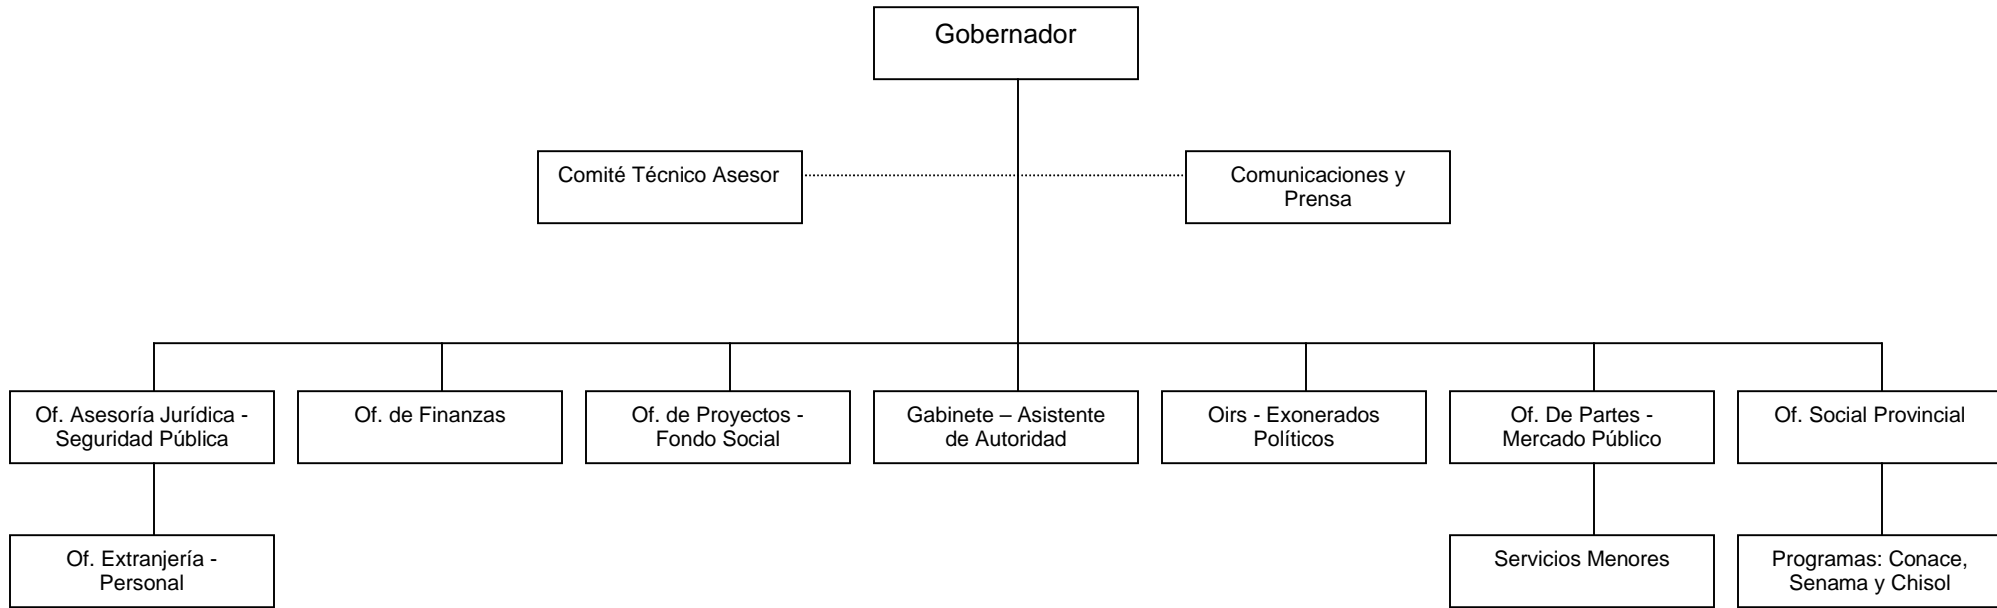 Gobernador
Comité Técnico Asesor
Comunicaciones y
Prensa
Of. Asesoría Jurídica -
Seguridad Pública
Of. de Finanzas
Of. de Proyectos -
Fondo Social
Gabinete – Asistente
de Autoridad
Oirs - Exonerados
Políticos
Of. De Partes -
Mercado Público
Of. Social Provincial
Of. Extranjería -
Personal
Servicios Menores
Programas: Conace,
Senama y Chisol